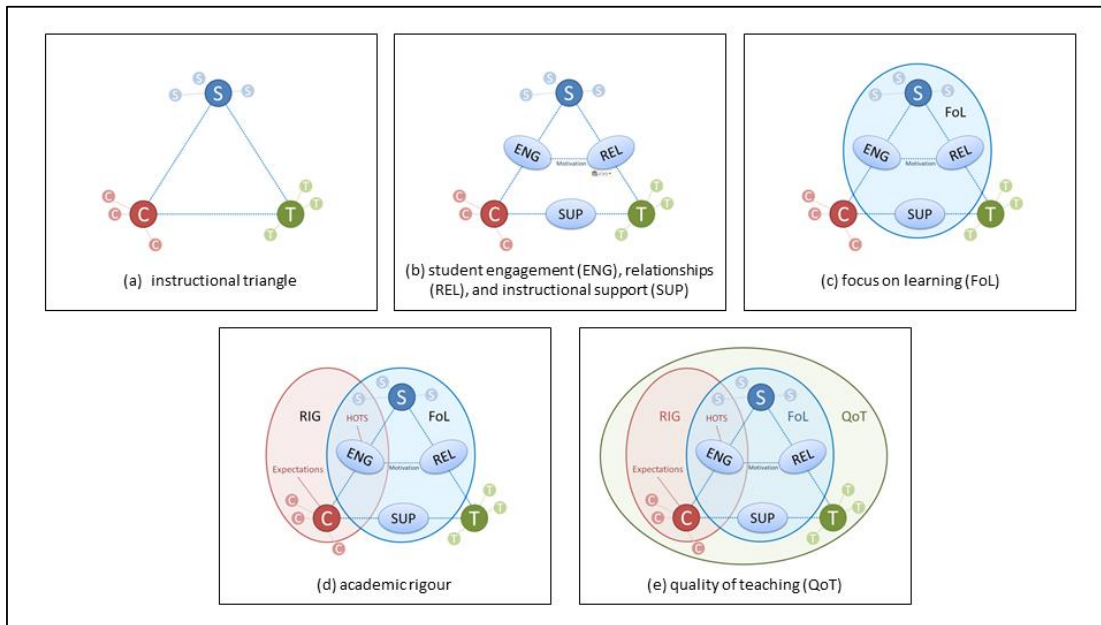 S
S
S
S
C
C
C
C
T
T
T
T
(a) instructional triangle
S
S
S
S
ENG
Motivation
REL
C
C
C
C
SUP
T
T
T
T
(b) student engagement (ENG), relationships
(REL), and instructional support (SUP)
S
S
S
S
FoL
ENG
Motivation
REL
C
C
C
C
SUP
T
T
T
T
(c) focus on learning (FoL)
S
S
S
S
RIG
HOTS
FoL
ENG
Motivation
REL
Expectations
C
C
C
C
SUP
T
T
T
T
(d) academic rigour
S
S
S
S
RIG
HOTS
FoL
QoT
ENG
Motivation
REL
Expectations
C
C
C
C
SUP
T
T
T
T
(e) quality of teaching (QoT)